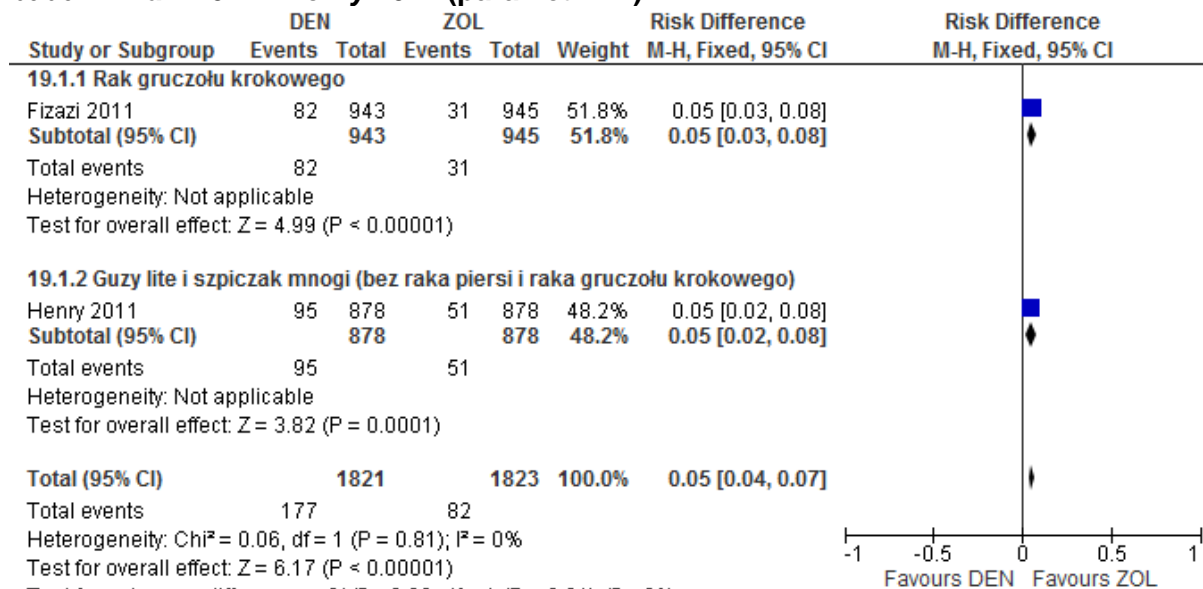 DEN ZOL Risk Difference Risk Difference
Study or Subgroup Events Total Events Total Weight M-H, Fixed, 95% CI M-H, Fixed, 95% CI
19.1.1 Rak gruczołu krokowego
Fizazi 2011 82 943 31 945 51.8% 0.05 [0.03, 0.08]
Subtotal (95% CI) 943 945 51.8% 0.05 [0.03, 0.08]
Total events 82 31
Heterogeneity: Not applicable
Test for overall effect: Z = 4.99 (P < 0.00001)
19.1.2 Guzy lite i szpiczak mnogi (bez raka piersi i raka gruczołu krokowego)
Henry 2011 95 878 51 878 48.2% 0.05 [0.02, 0.08]
Subtotal (95% CI) 878 878 48.2% 0.05 [0.02, 0.08]
Total events 95 51
Heterogeneity: Not applicable
Test for overall effect: Z = 3.82 (P = 0.0001)
Total (95% CI) 1821 1823 100.0% 0.05 [0.04, 0.07]
Total events 177 82
Heterogeneity: Chi² = 0.06, df = 1 (P = 0.81); I² = 0%
Test for overall effect: Z = 6.17 (P < 0.00001)
-1 -0.5 0 0.5 1
Favours DEN Favours ZOL